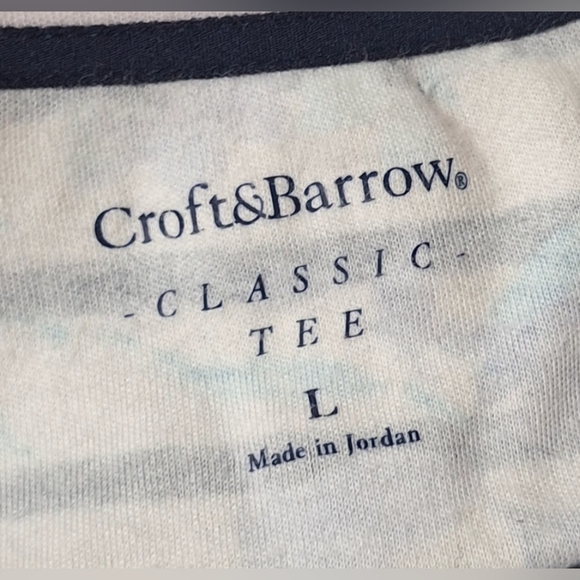 Croft&Barrow®
- CLASSIC -
TEE
L
Made in Jordan